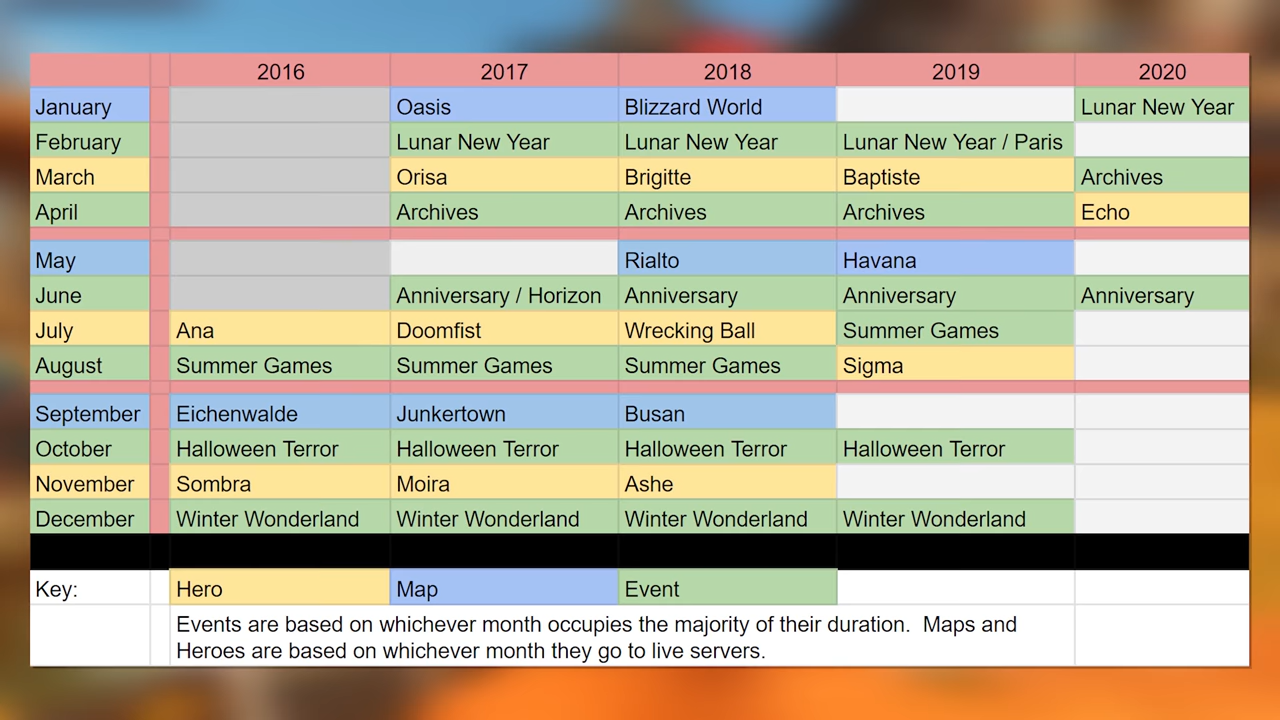 2016 2017 2018 2019 2020
January Oasis Blizzard World Lunar New Year
February Lunar New Year Lunar New Year Lunar New Year / Paris
March Orisa Brigitte Baptiste Archives
April Archives Archives Archives Echo
May Rialto Havana
June Anniversary / Horizon Anniversary Anniversary Anniversary
July Ana Doomfist Wrecking Ball Summer Games
August Summer Games Summer Games Summer Games Sigma
September Eichenwalde Junkertown Busan
October Halloween Terror Halloween Terror Halloween Terror Halloween Terror
November Sombra Moira Ashe
December Winter Wonderland Winter Wonderland Winter Wonderland Winter Wonderland
Key: Hero Map Event
Events are based on whichever month occupies the majority of their duration. Maps and
Heroes are based on whichever month they go to live servers.